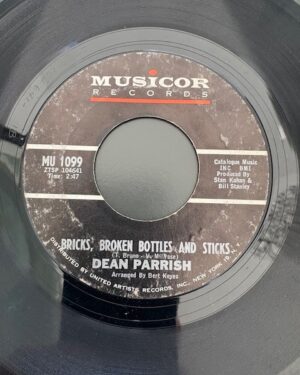 MUSICOR
RECORDS
MU 1099
ZTSP 104641
Time: 2:47
Catalogue Music
INC BMI
Produced By
Stan Kahan &
Bill Stanley
BRICKS, BROKEN BOTTLES AND STICKS
(T. Bruno - V. Millrose)
DEAN PARRISH
Arranged By Bert Keyes
DISTRIBUTED BY UNITED ARTISTS RECORDS, INC., NEW YORK 19, N.Y.